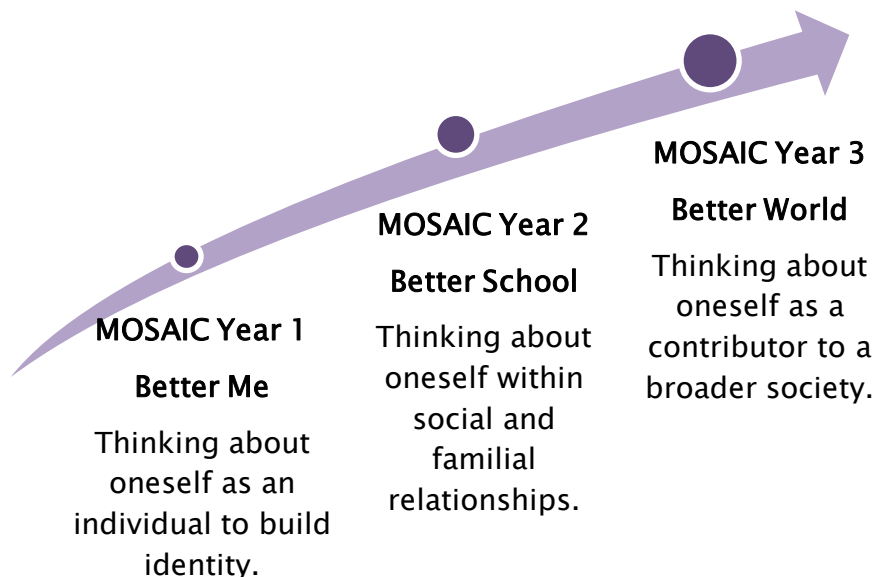 MOSAIC Year 1
Better Me
Thinking about
oneself as an
individual to build
identity.
MOSAIC Year 2
Better School
Thinking about
oneself within
social and
familial
relationships.
MOSAIC Year 3
Better World
Thinking about
oneself as a
contributor to a
broader society.